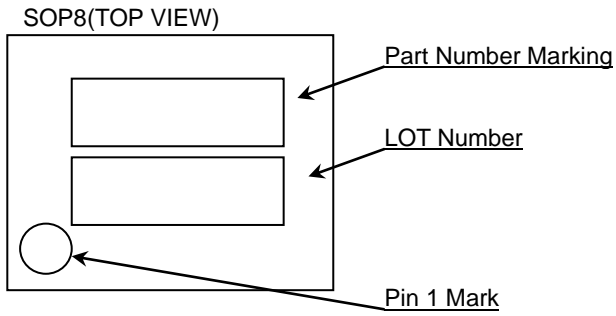 SOP8(TOP VIEW)
Part Number Marking
LOT Number
Pin 1 Mark